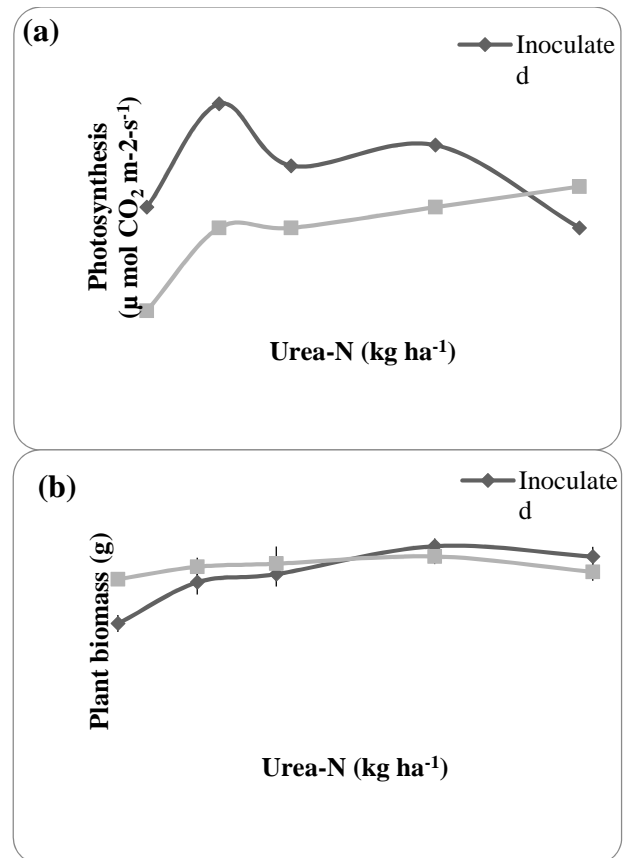 (a)
Inoculate
d
Photosynthesis
(µ mol CO₂ m-2-s⁻¹)
Urea-N (kg ha⁻¹)
(b)
Inoculate
d
Plant biomass (g)
Urea-N (kg ha⁻¹)